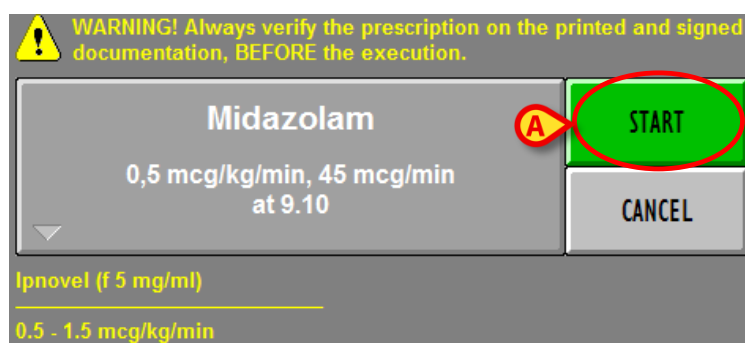 WARNING! Always verify the prescription on the printed and signed
documentation, BEFORE the execution.
Midazolam
0,5 mcg/kg/min, 45 mcg/min
at 9.10
A
START
CANCEL
Ipnovel (f 5 mg/ml)
0.5 - 1.5 mcg/kg/min